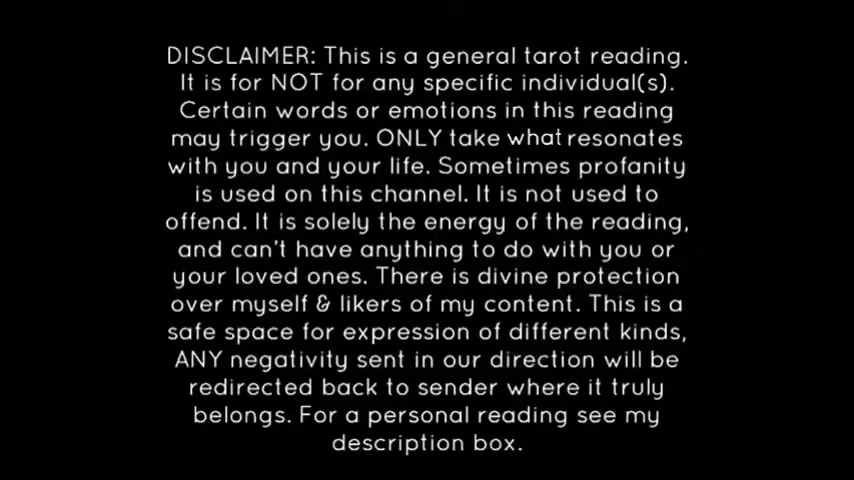 DISCLAIMER: This is a general tarot reading.
It is for NOT for any specific individual(s).
Certain words or emotions in this reading
may trigger you. ONLY take what resonates
with you and your life. Sometimes profanity
is used on this channel. It is not used to
offend. It is solely the energy of the reading,
and can't have anything to do with you or
your loved ones. There is divine protection
over myself & likers of my content. This is a
safe space for expression of different kinds,
ANY negativity sent in our direction will be
redirected back to sender where it truly
belongs. For a personal reading see my
description box.